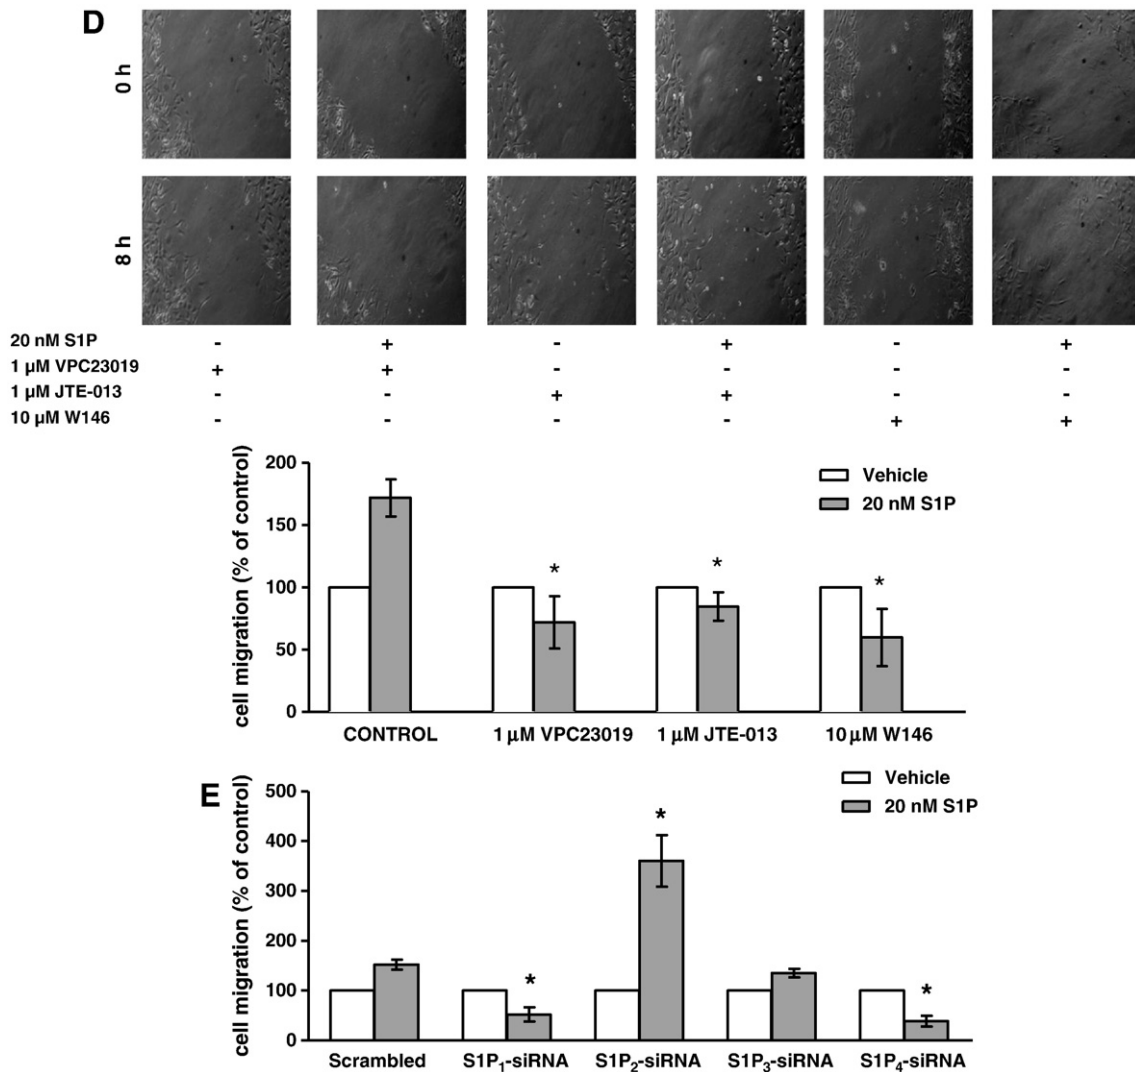 D
0 h
8 h
20 nM S1P - + - + - +
1 µM VPC23019 + + - - - -
1 µM JTE-013 - - + + - -
10 µM W146 - - - - + +
cell migration (% of control)
200
150
100
50
0
Vehicle
20 nM S1P
* * *
CONTROL 1 µM VPC23019 1 µM JTE-013 10 µM W146
E
cell migration (% of control)
500
400
300
200
100
0
Vehicle
20 nM S1P
* * *
Scrambled S1P₁-siRNA S1P₂-siRNA S1P₃-siRNA S1P₄-siRNA